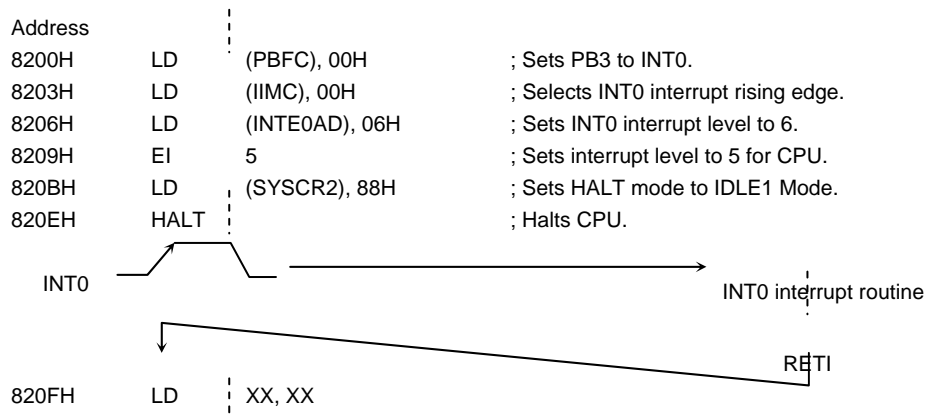 Address
8200H LD (PBFC), 00H ; Sets PB3 to INT0.
8203H LD (IIMC), 00H ; Selects INT0 interrupt rising edge.
8206H LD (INTE0AD), 06H ; Sets INT0 interrupt level to 6.
8209H EI 5 ; Sets interrupt level to 5 for CPU.
820BH LD (SYSCR2), 88H ; Sets HALT mode to IDLE1 Mode.
820EH HALT ; Halts CPU.
INT0
INT0 interrupt routine
RETI
820FH LD XX, XX